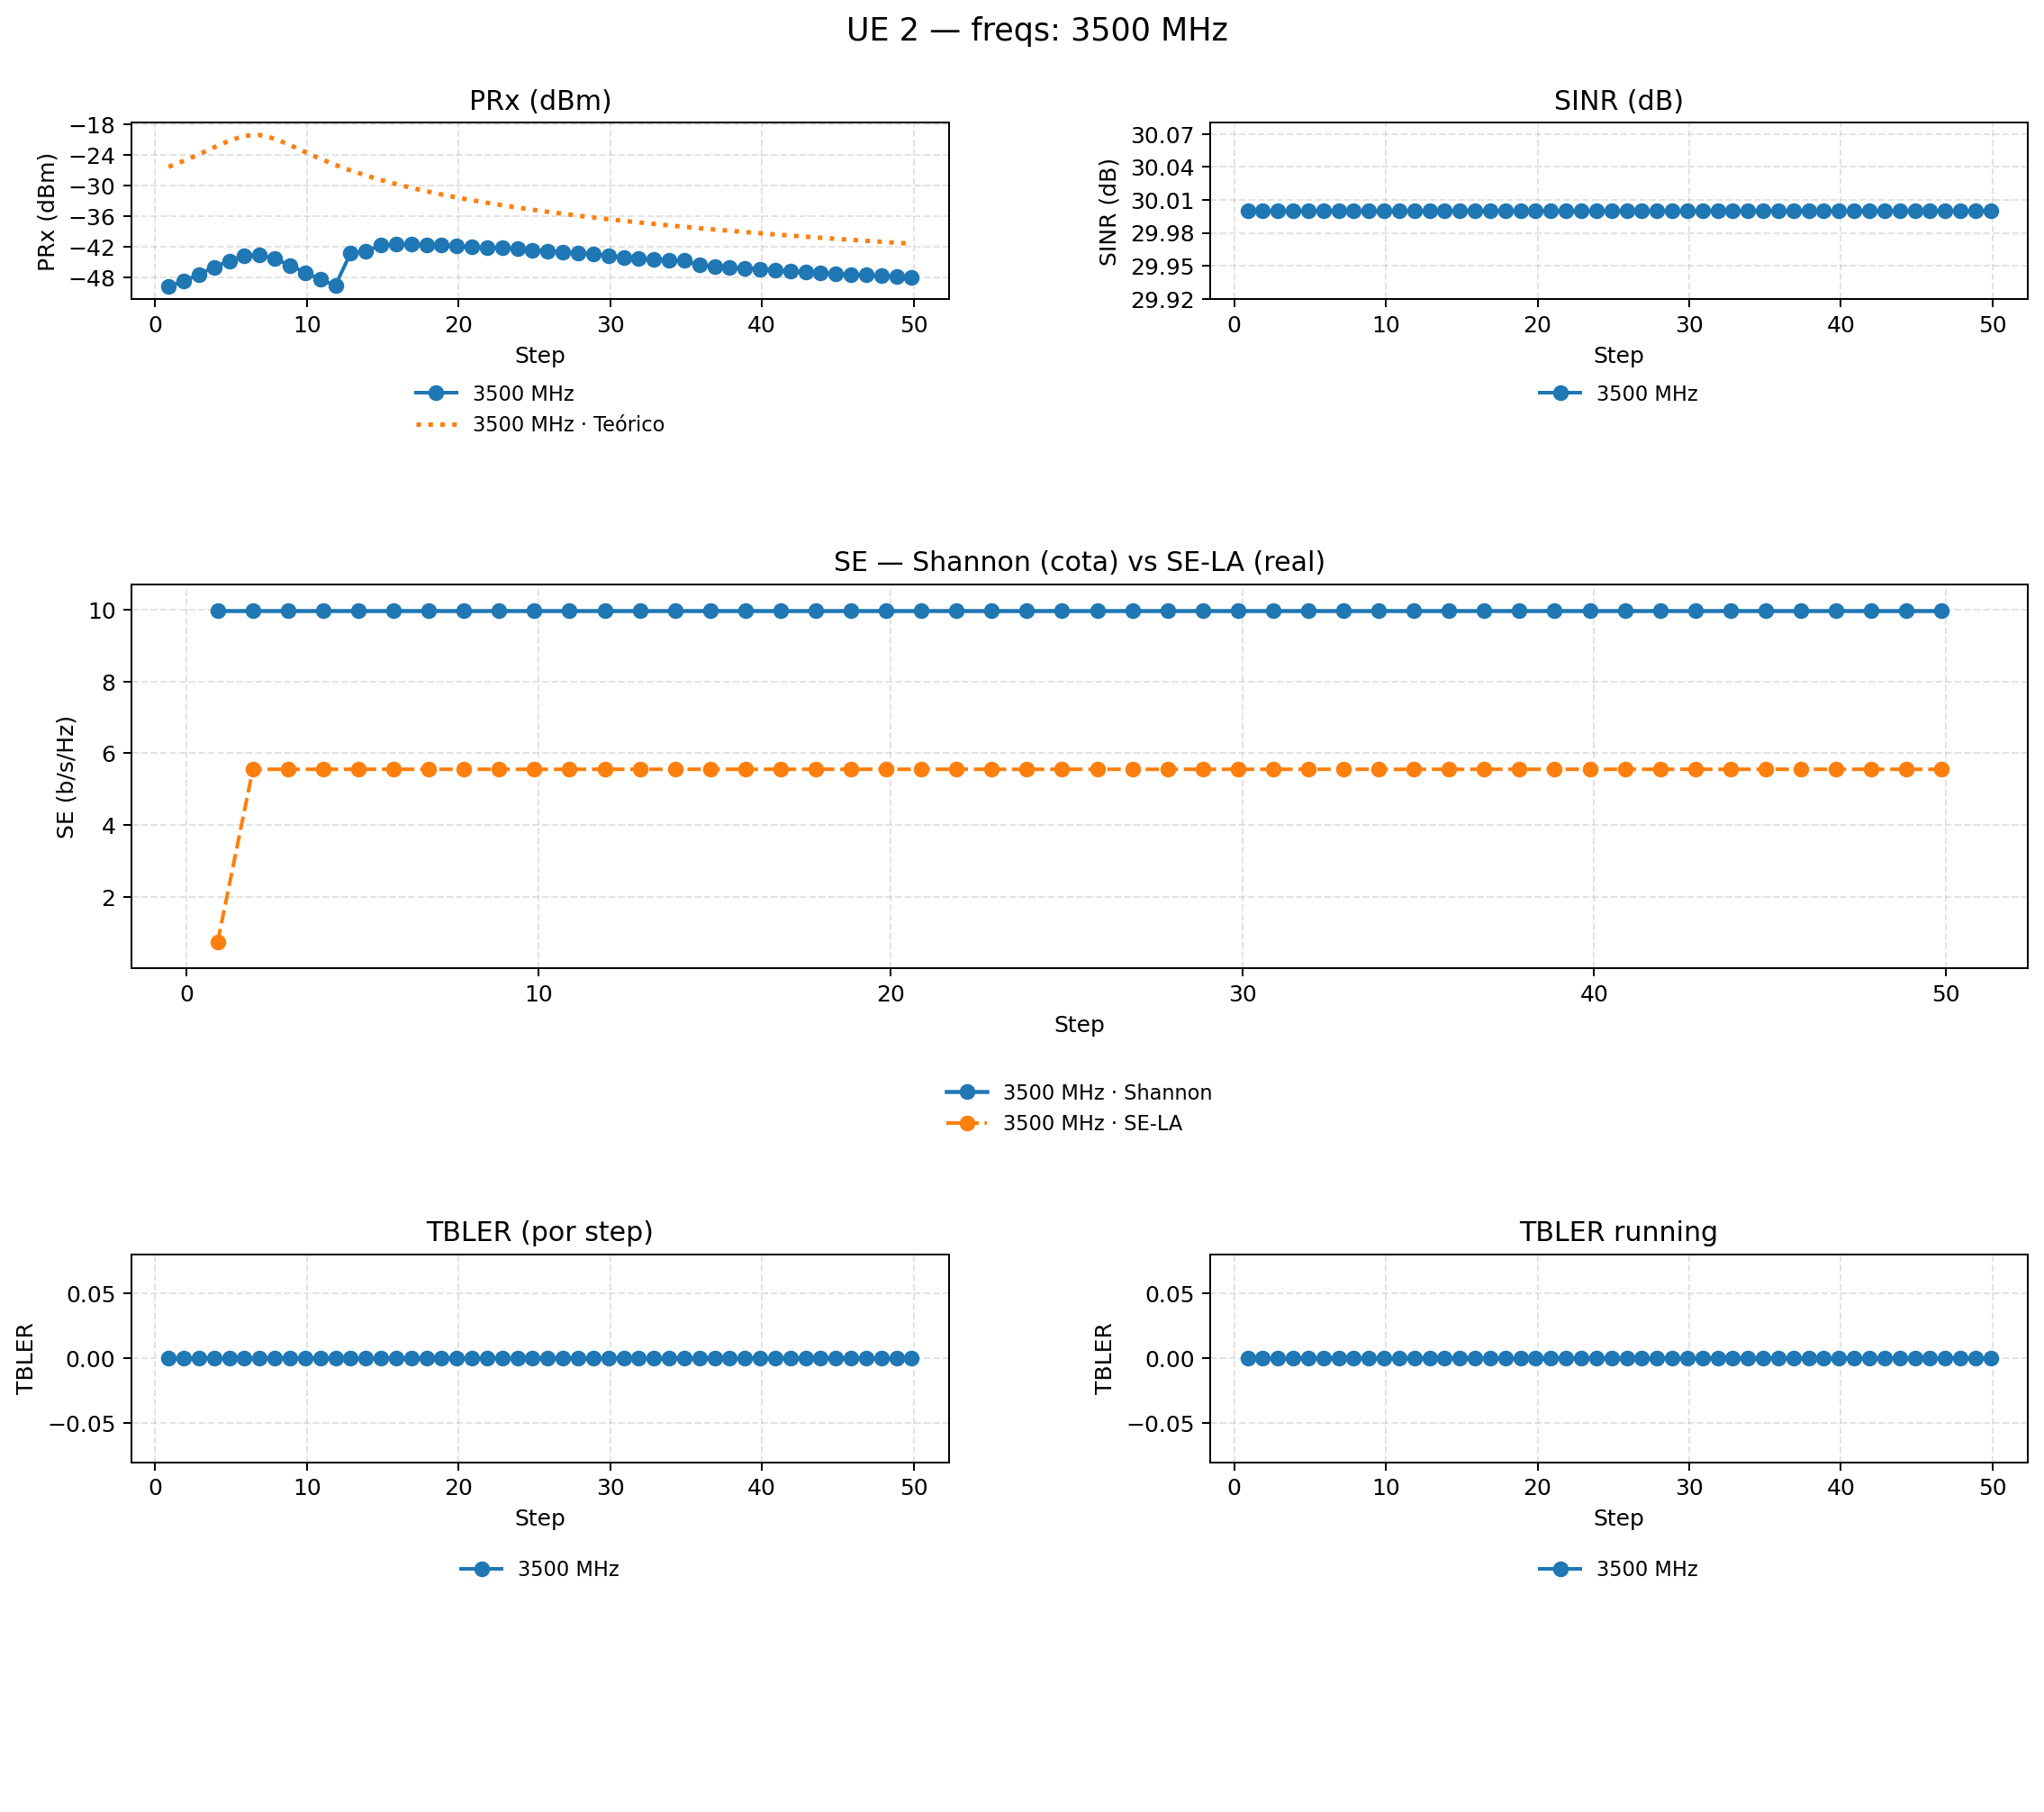 UE 2 — freqs: 3500 MHz
PRx (dBm)
PRx (dBm)
−18
−24
−30
−36
−42
−48
0 10 20 30 40 50
Step
3500 MHz
3500 MHz · Teórico
SINR (dB)
SINR (dB)
30.07
30.04
30.01
29.98
29.95
29.92
0 10 20 30 40 50
Step
3500 MHz
SE — Shannon (cota) vs SE-LA (real)
SE (b/s/Hz)
10
8
6
4
2
0 10 20 30 40 50
Step
3500 MHz · Shannon
3500 MHz · SE-LA
TBLER (por step)
TBLER
0.05
0.00
−0.05
0 10 20 30 40 50
Step
3500 MHz
TBLER running
TBLER
0.05
0.00
−0.05
0 10 20 30 40 50
Step
3500 MHz